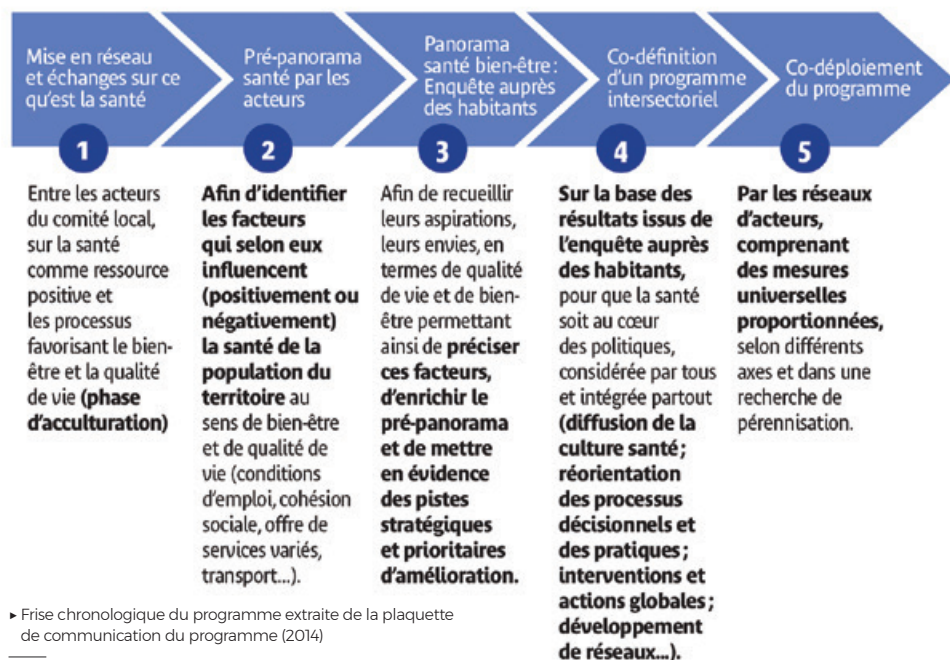 Mise en réseau
et échanges sur ce
qu'est la santé
Pré-panorama
santé par les
acteurs
Panorama
santé bien-être :
Enquête auprès
des habitants
Co-définition
d'un programme
intersectoriel
Co-déploiement
du programme
1
2
3
4
5
Entre les acteurs
du comité local,
sur la santé
comme ressource
positive et
les processus
favorisant le bien-
être et la qualité
de vie (phase
d'acculturation)
Afin d'identifier
les facteurs
qui selon eux
influencent
(positivement ou
négativement)
la santé de la
population du
territoire au
sens de bien-être
et de qualité de
vie (conditions
d'emploi, cohésion
sociale, offre de
services variés,
transport...).
Afin de recueillir
leurs aspirations,
leurs envies, en
termes de qualité
de vie et de bien-
être permettant
ainsi de préciser
ces facteurs,
d'enrichir le
pré-panorama
et de mettre
en évidence
des pistes
stratégiques
et prioritaires
d'amélioration.
Sur la base des
résultats issus de
l'enquête auprès
des habitants,
pour que la santé
soit au cœur
des politiques,
considérée par tous
et intégrée partout
(diffusion de la
culture santé ;
réorientation
des processus
décisionnels et
des pratiques ;
interventions et
actions globales ;
développement
de réseaux...).
Par les réseaux
d'acteurs,
comprenant
des mesures
universelles
proportionnées,
selon différents
axes et dans une
recherche de
pérennisation.
▸ Frise chronologique du programme extraite de la plaquette
de communication du programme (2014)